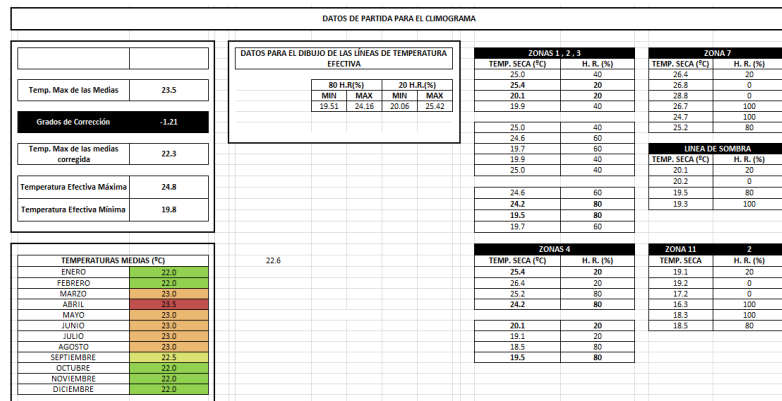 DATOS DE PARTIDA PARA EL CLIMOGRAMA
Temp. Max de las Medias 23.5
Grados de Corrección -1.21
Temp. Max de las medias corregida 22.3
Temperatura Efectiva Máxima 24.8
Temperatura Efectiva Mínima 19.8
DATOS PARA EL DIBUJO DE LAS LÍNEAS DE TEMPERATURA EFECTIVA
80 H.R(%) 20 H.R.(%)
MIN MAX MIN MAX
19.51 24.16 20.06 25.42
ZONAS 1 , 2 , 3
TEMP. SECA (ºC) H. R. (%)
25.0 40
25.4 20
20.1 20
19.9 40
25.0 40
24.6 60
19.7 60
19.9 40
25.0 40
24.6 60
24.2 80
19.5 80
19.7 60
ZONA 7
TEMP. SECA (ºC) H. R. (%)
26.4 20
26.8 0
28.8 0
26.7 100
24.7 100
25.2 80
LINEA DE SOMBRA
TEMP. SECA (ºC) H. R. (%)
20.1 20
20.2 0
19.5 80
19.3 100
TEMPERATURAS MEDIAS (ºC)
ENERO 22.0
FEBRERO 22.0
MARZO 23.0
ABRIL 23.5
MAYO 23.0
JUNIO 23.0
JULIO 23.0
AGOSTO 23.0
SEPTIEMBRE 22.5
OCTUBRE 22.0
NOVIEMBRE 22.0
DICIEMBRE 22.0
22.6
ZONAS 4
TEMP. SECA (ºC) H. R. (%)
25.4 20
26.4 20
25.2 80
24.2 80
20.1 20
19.1 20
18.5 80
19.5 80
ZONA 11 2
TEMP. SECA H. R. (%)
19.1 20
19.2 0
17.2 0
16.3 100
18.3 100
18.5 80